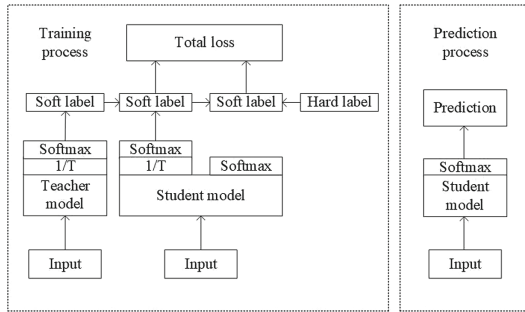 Training
process
Total loss
Soft label
Soft label
Soft label
Hard label
Softmax
1/T
Teacher
model
Softmax
1/T
Softmax
Student model
Input
Input
Prediction
process
Prediction
Softmax
Student
model
Input